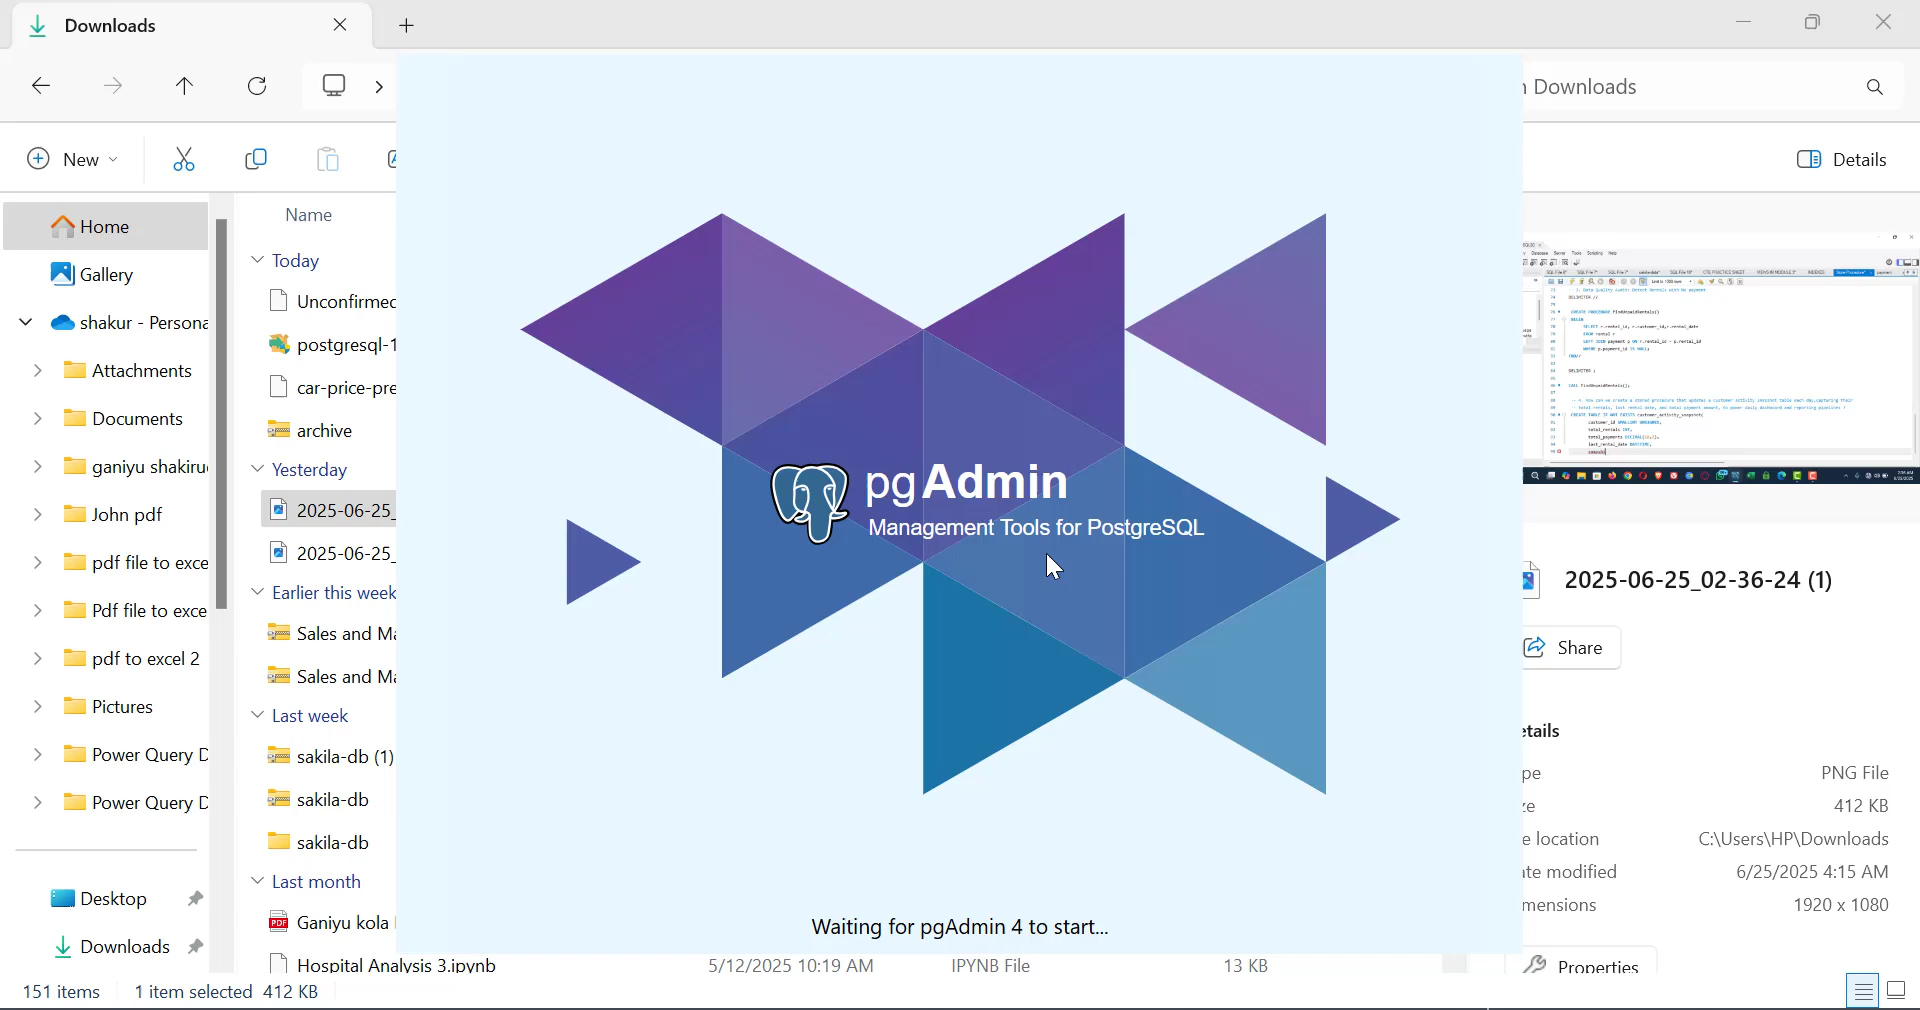 Downloads
Downloads
New
Details
Home
Gallery
shakur - Persona
Attachments
Documents
ganiyu shakiru
John pdf
pdf file to exce
Pdf file to exce
pdf to excel 2
Pictures
Power Query D
Power Query D
Desktop
Downloads
Name
Today
Unconfirmed
postgresql-1
car-price-pre
archive
Yesterday
2025-06-25_
2025-06-25_
Earlier this week
Sales and Ma
Sales and Ma
Last week
sakila-db (1)
sakila-db
sakila-db
Last month
Ganiyu kola
Hospital Analysis 3.ipynb 5/12/2025 10:19 AM IPYNB File 13 KB
pgAdmin
Management Tools for PostgreSQL
Waiting for pgAdmin 4 to start...
2025-06-25_02-36-24 (1)
Share
etails
pe PNG File
ze 412 KB
e location C:\Users\HP\Downloads
te modified 6/25/2025 4:15 AM
mensions 1920 x 1080
Properties
151 items 1 item selected 412 KB